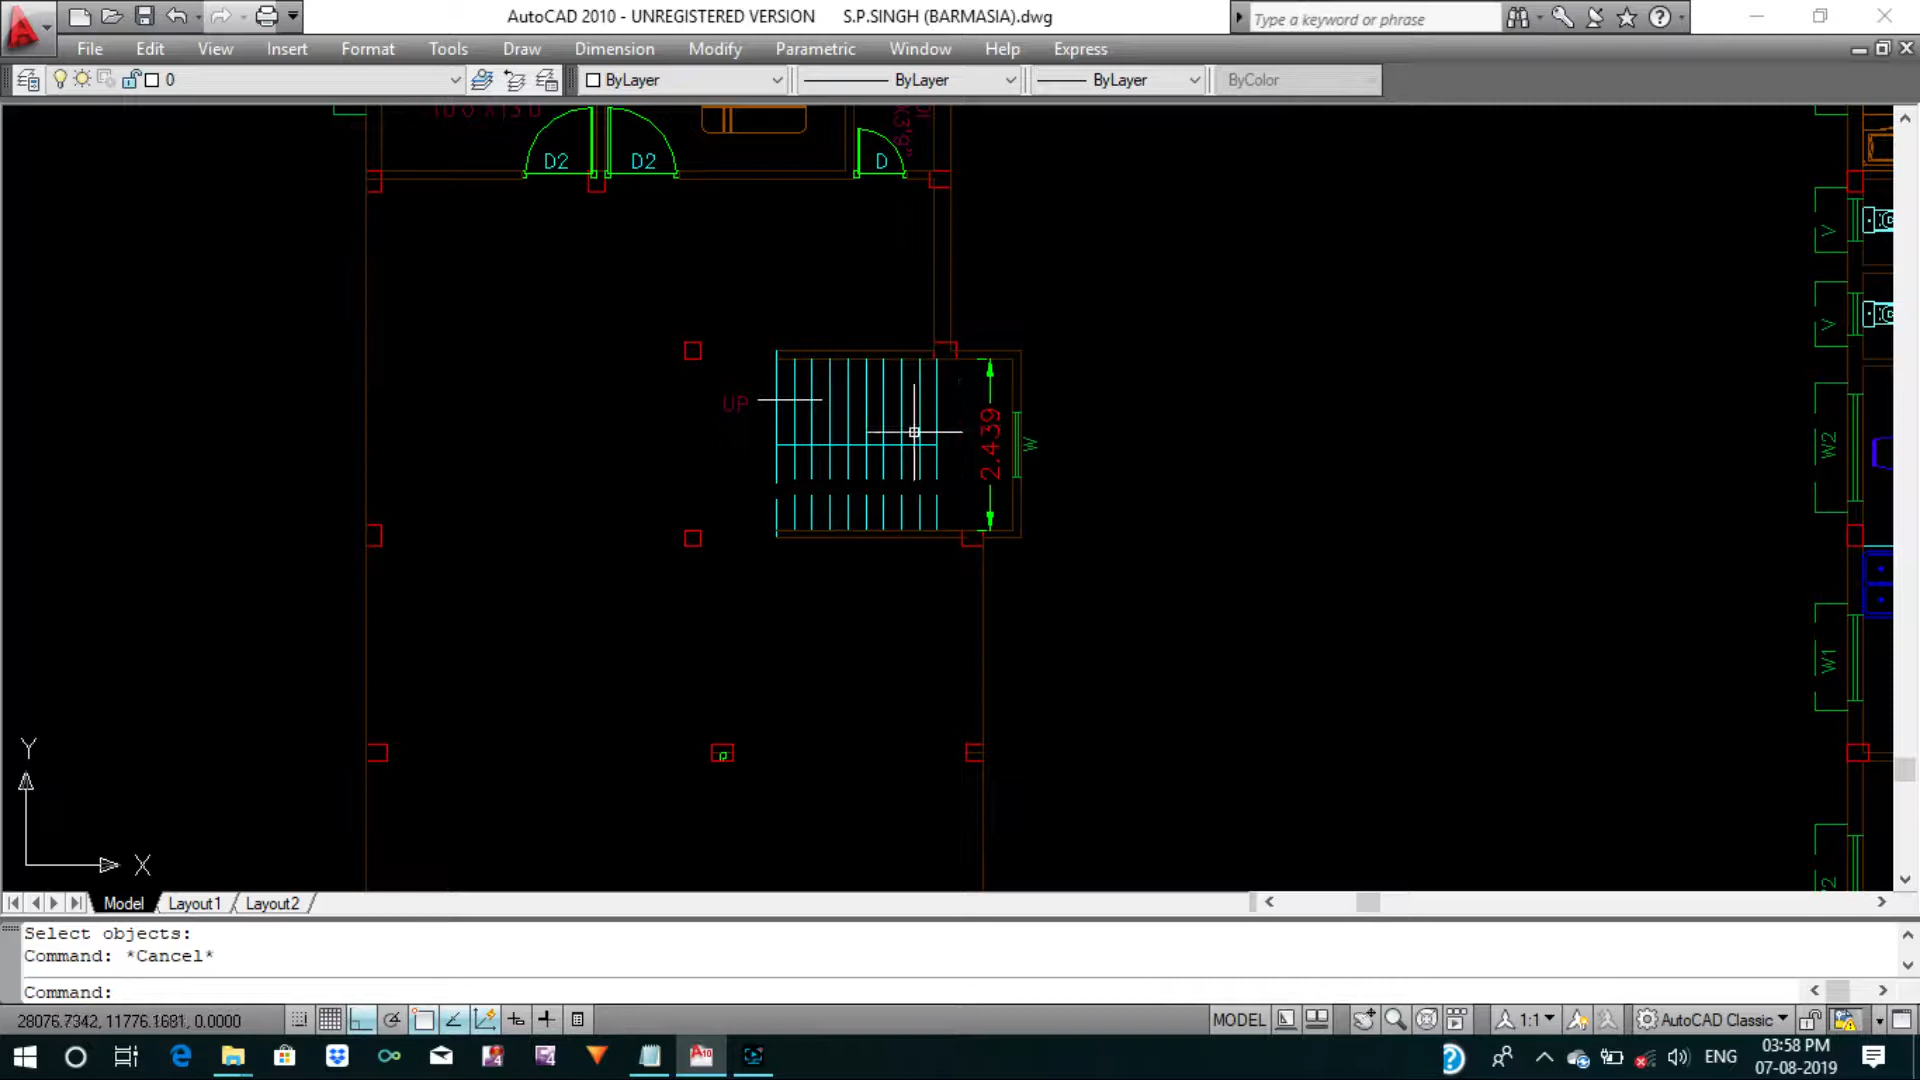 AutoCAD 2010 - UNREGISTERED VERSION S.P.SINGH (BARMASIA).dwg
Type a keyword or phrase
File Edit View Insert Format Tools Draw Dimension Modify Parametric Window Help Express
0 ByLayer ByLayer ByLayer ByColor
D2 D2 D
V
V
UP
2.439
W
W2
W1
Y
X
Model Layout1 Layout2
Select objects:
Command: *Cancel*
Command:
28076.7342, 11776.1681, 0.0000 MODEL 1:1 AutoCAD Classic
ENG 03:58 PM
07-08-2019